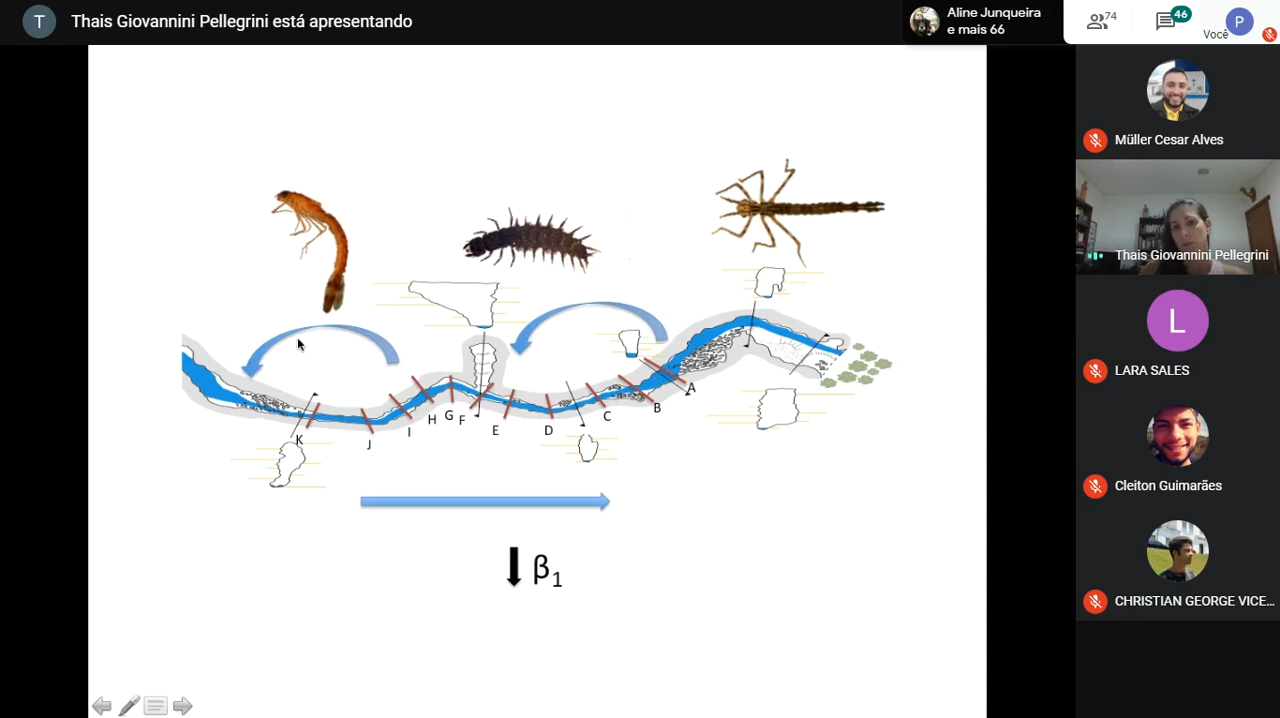 T
Thais Giovannini Pellegrini está apresentando
Aline Junqueira
e mais 66
74
46
Você
P
Müller Cesar Alves
Thais Giovannini Pellegrini
L
LARA SALES
Cleiton Guimarães
CHRISTIAN GEORGE VICE...
A
B
C
D
E
F
G
H
I
J
K
β1